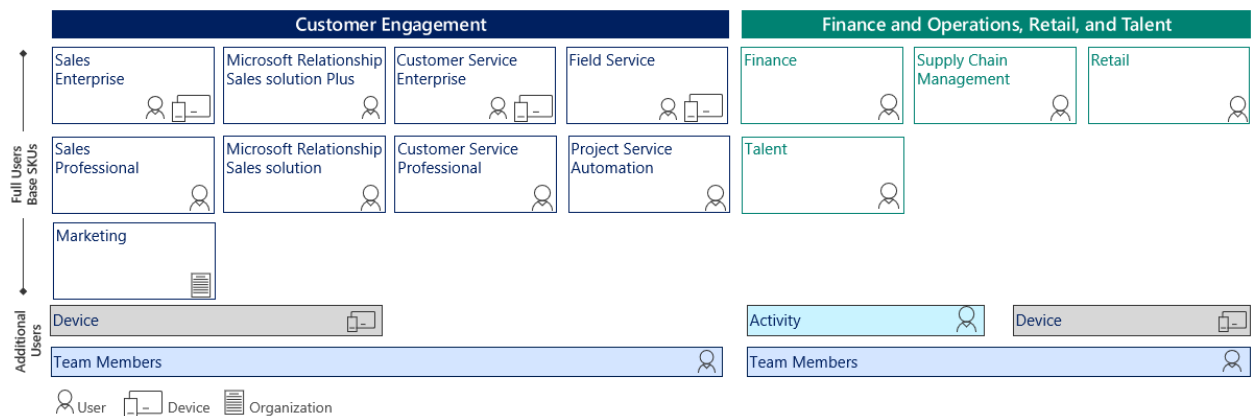 Customer Engagement
Finance and Operations, Retail, and Talent
Full Users
Base SKUs
Sales
Enterprise
Microsoft Relationship
Sales solution Plus
Customer Service
Enterprise
Field Service
Finance
Supply Chain
Management
Retail
Sales
Professional
Microsoft Relationship
Sales solution
Customer Service
Professional
Project Service
Automation
Talent
Marketing
Additional
Users
Device
Activity
Device
Team Members
Team Members
User
Device
Organization